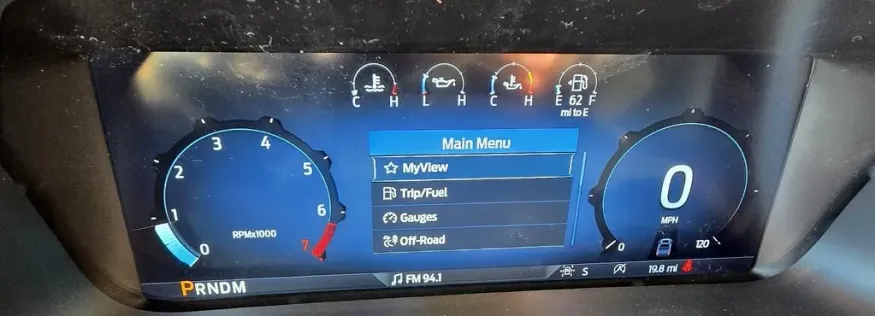 C H L H C H E 62 F
mi to E
Main Menu
MyView
Trip/Fuel
Gauges
Off-Road
0 1 2 3 4 5 6 7
RPMx1000
0
MPH
0 120
PRNDM
FM 94.1
S
19.8 mi